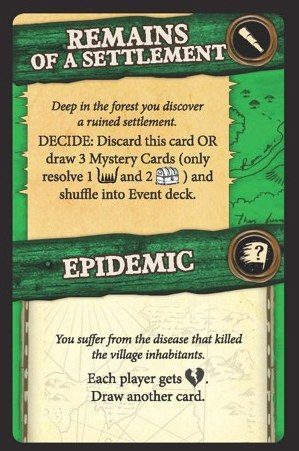 REMAINS
OF A SETTLEMENT
Deep in the forest you discover
a ruined settlement.
DECIDE: Discard this card OR
draw 3 Mystery Cards (only
resolve 1 and 2 ) and
shuffle into Event deck.
EPIDEMIC
?
You suffer from the disease that killed
the village inhabitants.
Each player gets .
Draw another card.